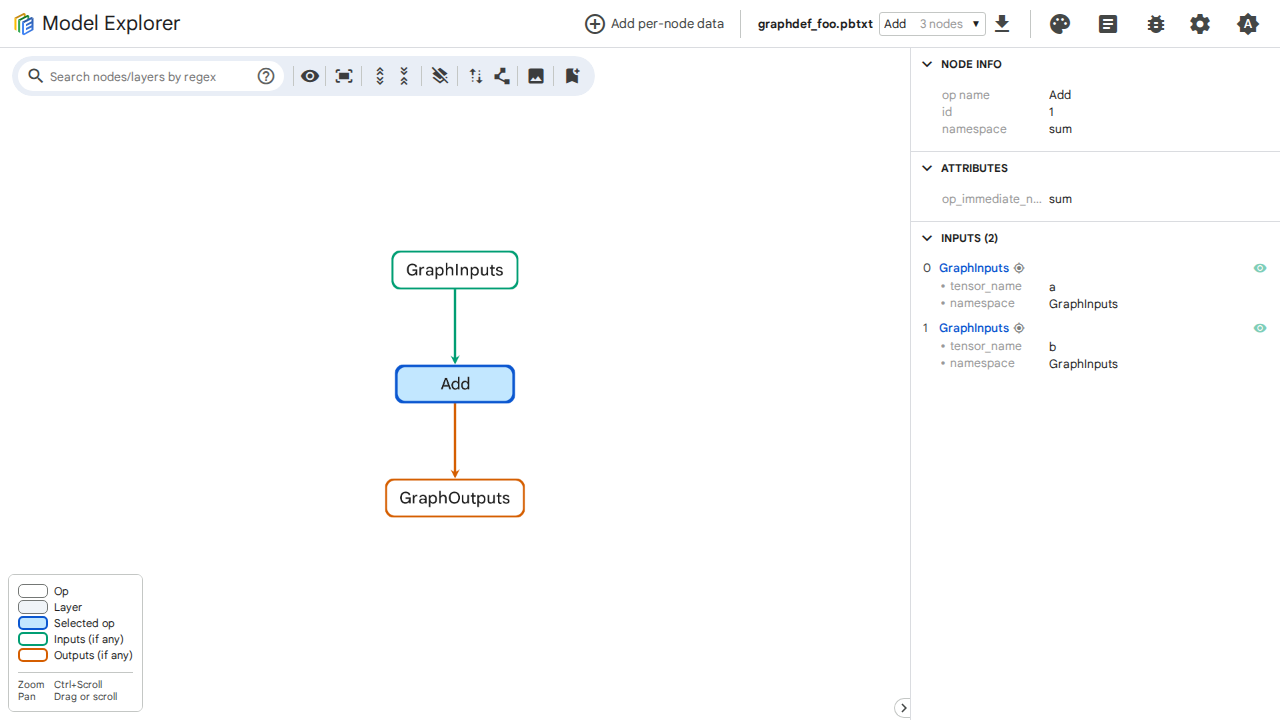 Model Explorer
Add per-node data
graphdef_foo.pbtxt
Add 3 nodes
Search nodes/layers by regex
GraphInputs
Add
GraphOutputs
Op
Layer
Selected op
Inputs (if any)
Outputs (if any)
Zoom Ctrl+Scroll
Pan Drag or scroll
NODE INFO
op name Add
id 1
namespace sum
ATTRIBUTES
op_immediate_n... sum
INPUTS (2)
0 GraphInputs
• tensor_name a
• namespace GraphInputs
1 GraphInputs
• tensor_name b
• namespace GraphInputs